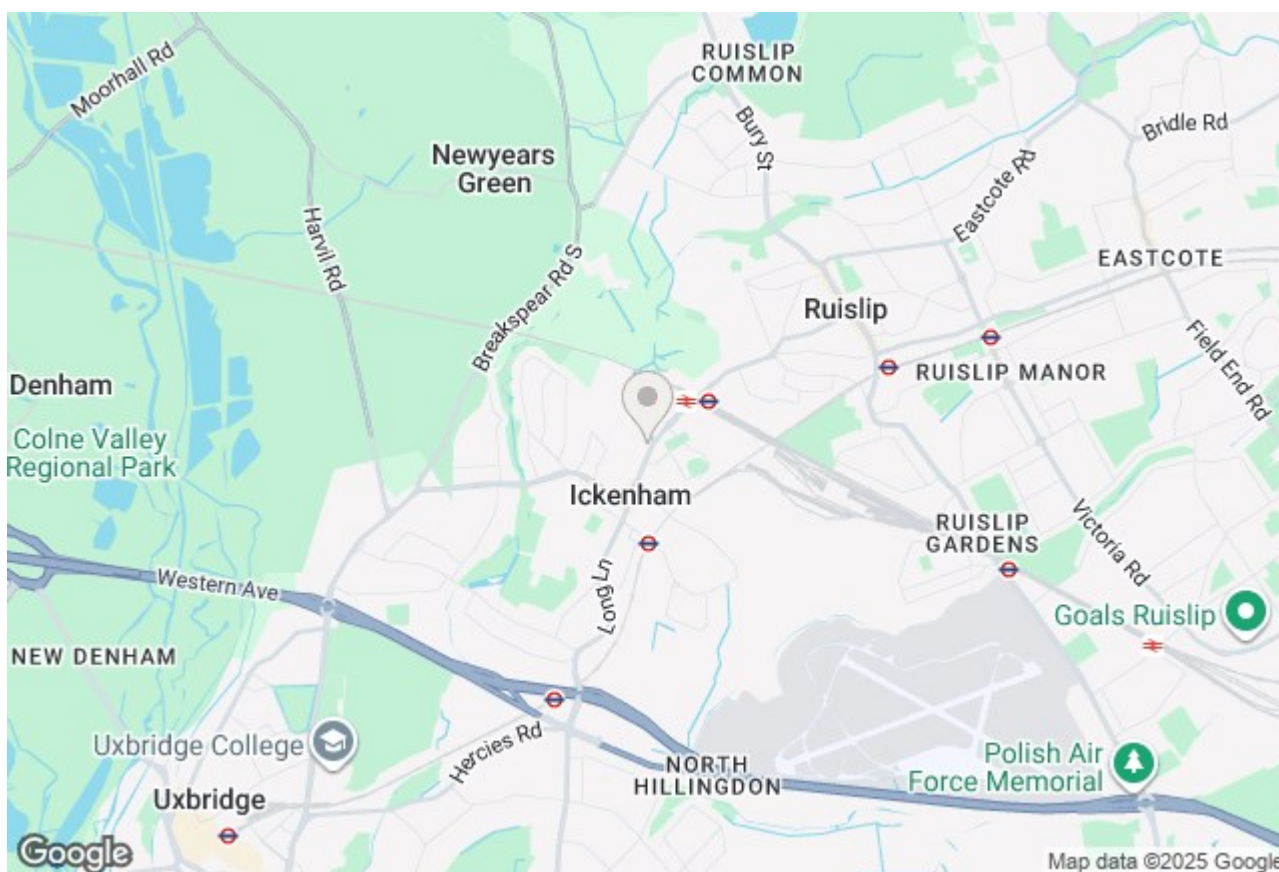 Moorhall Rd
RUISLIP
COMMON
Bury St
Bridle Rd
Newyears
Green
Eastcote Rd
Harvil Rd
Breakspear Rd S
EASTCOTE
Ruislip
Field End Rd
RUISLIP MANOR
Denham
Colne Valley
Regional Park
Ickenham
Victoria Rd
RUISLIP
GARDENS
Western Ave
Long Ln
Goals Ruislip
NEW DENHAM
Uxbridge College
Hercies Rd
NORTH
HILLINGDON
Polish Air
Force Memorial
Uxbridge
Google
Map data ©2025 Google